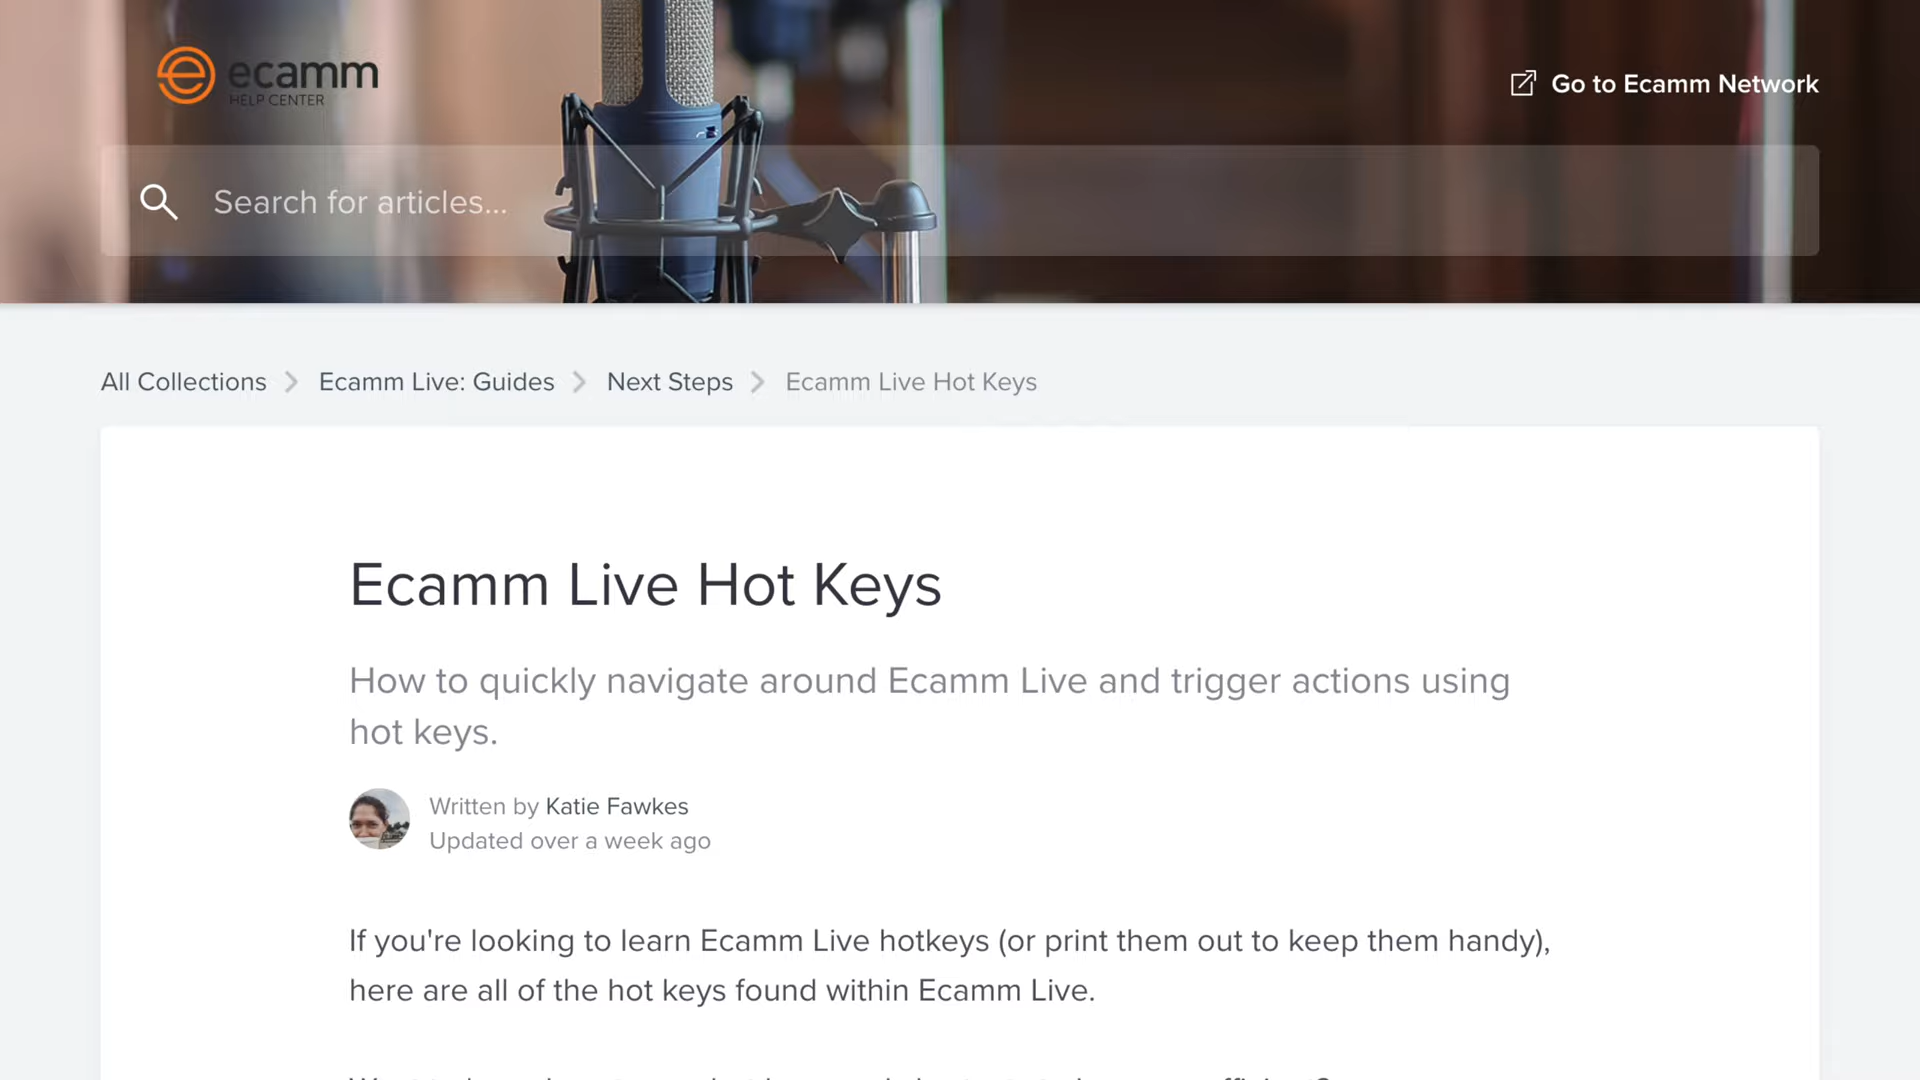 ecamm
HELP CENTER
Go to Ecamm Network
Search for articles...
All Collections
Ecamm Live: Guides
Next Steps
Ecamm Live Hot Keys
Ecamm Live Hot Keys
How to quickly navigate around Ecamm Live and trigger actions using
hot keys.
Written by Katie Fawkes
Updated over a week ago
If you're looking to learn Ecamm Live hotkeys (or print them out to keep them handy),
here are all of the hot keys found within Ecamm Live.